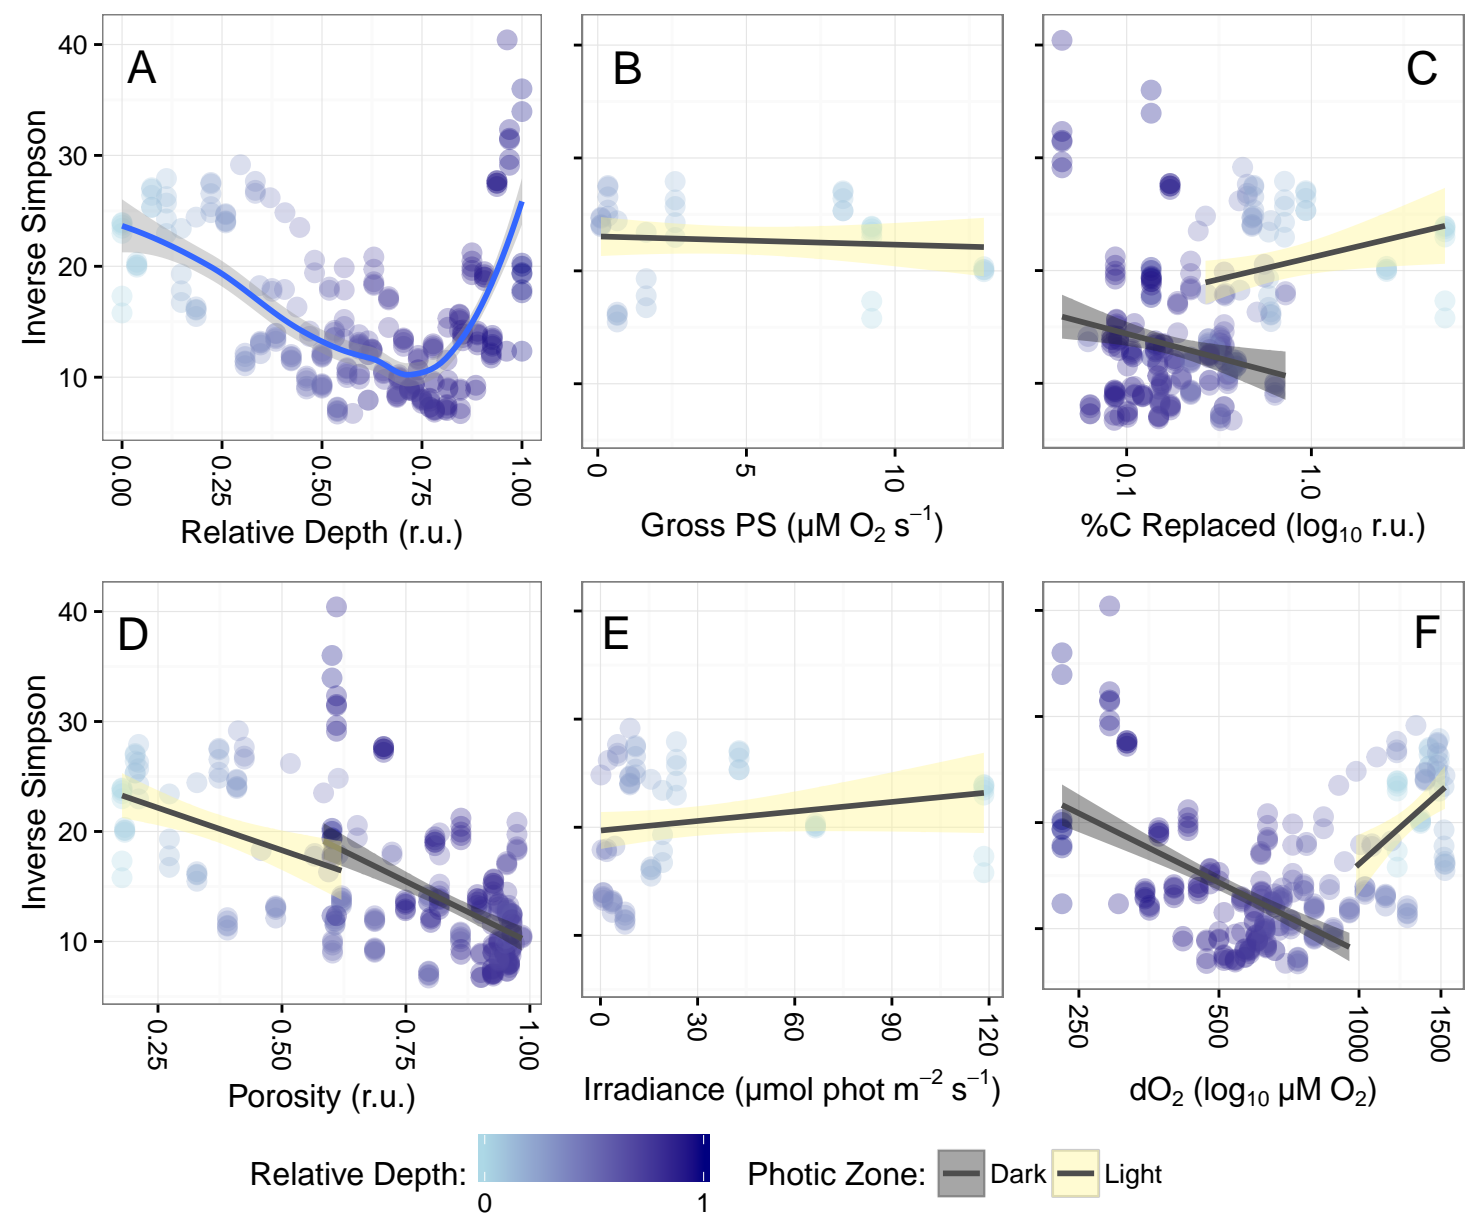 A
B
C
Inverse Simpson
40
30
20
10
0.00 0.25 0.50 0.75 1.00
0 5 10
0.1 1.0
Relative Depth (r.u.)
Gross PS (µM O₂ s⁻¹)
%C Replaced (log₁₀ r.u.)
D
E
F
Inverse Simpson
40
30
20
10
0.25 0.50 0.75 1.00
0 30 60 90 120
250 500 1000 1500
Porosity (r.u.)
Irradiance (µmol phot m⁻² s⁻¹)
dO₂ (log₁₀ µM O₂)
Relative Depth:
0 1
Photic Zone: Dark Light